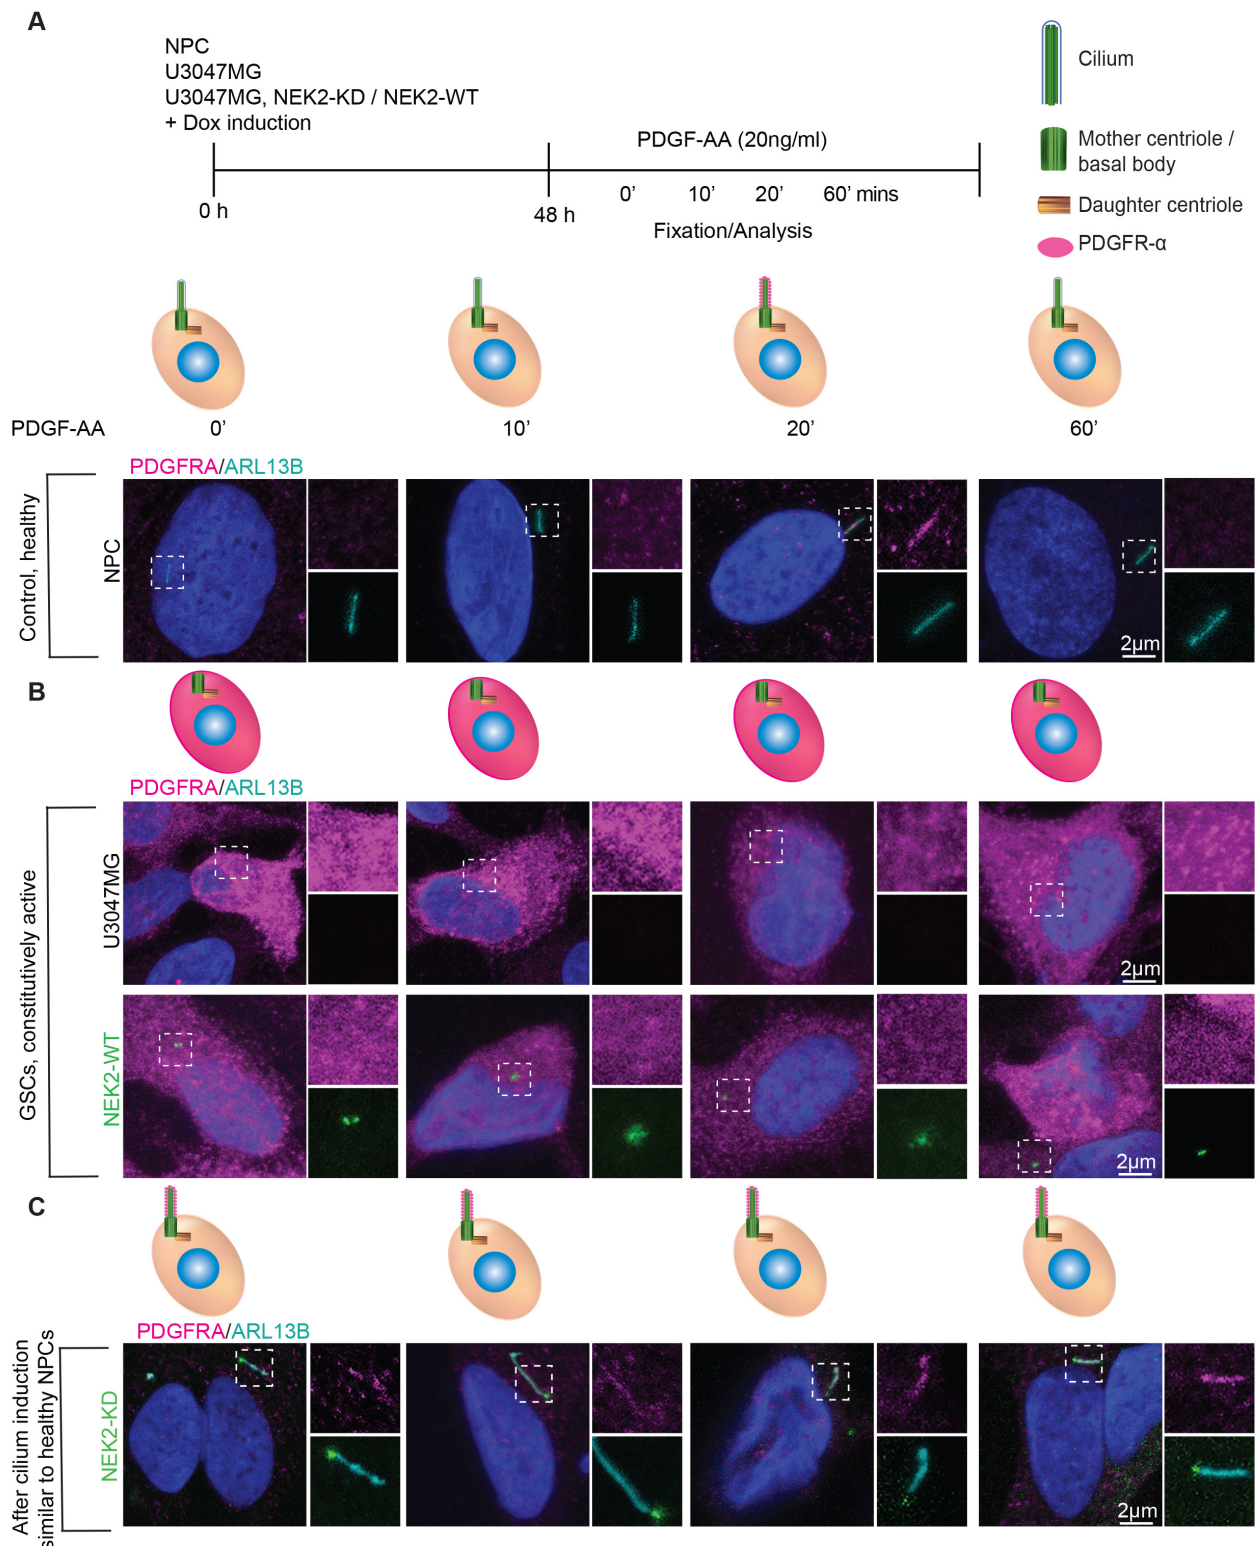 A
NPC
U3047MG
U3047MG, NEK2-KD / NEK2-WT
+ Dox induction
PDGF-AA (20ng/ml)
0 h
48 h
0’ 10’ 20’ 60’ mins
Fixation/Analysis
Cilium
Mother centriole /
basal body
Daughter centriole
PDGFR-α
PDGF-AA 0’ 10’ 20’ 60’
PDGFRA/ARL13B
Control, healthy
NPC
2μm
B
PDGFRA/ARL13B
GSCs, constitutively active
U3047MG
2μm
NEK2-WT
2μm
C
PDGFRA/ARL13B
After cilium induction
similar to healthy NPCs
NEK2-KD
2μm